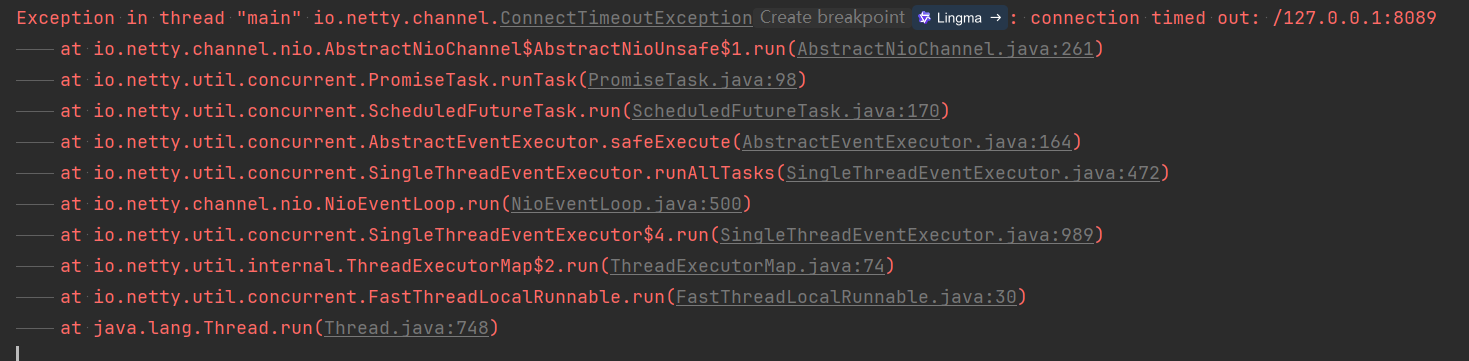 Exception in thread "main" io.netty.channel.ConnectTimeoutException Create breakpoint Lingma → : connection timed out: /127.0.0.1:8089
at io.netty.channel.nio.AbstractNioChannel$AbstractNioUnsafe$1.run(AbstractNioChannel.java:261)
at io.netty.util.concurrent.PromiseTask.runTask(PromiseTask.java:98)
at io.netty.util.concurrent.ScheduledFutureTask.run(ScheduledFutureTask.java:170)
at io.netty.util.concurrent.AbstractEventExecutor.safeExecute(AbstractEventExecutor.java:164)
at io.netty.util.concurrent.SingleThreadEventExecutor.runAllTasks(SingleThreadEventExecutor.java:472)
at io.netty.channel.nio.NioEventLoop.run(NioEventLoop.java:500)
at io.netty.util.concurrent.SingleThreadEventExecutor$4.run(SingleThreadEventExecutor.java:989)
at io.netty.util.internal.ThreadExecutorMap$2.run(ThreadExecutorMap.java:74)
at io.netty.util.concurrent.FastThreadLocalRunnable.run(FastThreadLocalRunnable.java:30)
at java.lang.Thread.run(Thread.java:748)